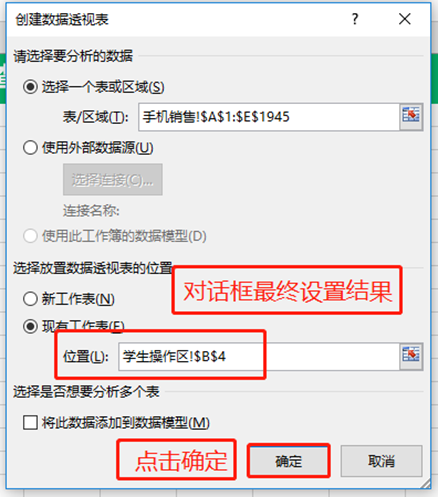 创建数据透视表
?
×
请选择要分析的数据
选择一个表或区域(S)
表/区域(T): 手机销售!$A$1:$E$1945
使用外部数据源(U)
选择连接(C)...
连接名称:
使用此工作簿的数据模型(D)
选择放置数据透视表的位置
新工作表(N)
对话框最终设置结果
现有工作表(E)
位置(L): 学生操作区!$B$4
选择是否想要分析多个表
将此数据添加到数据模型(M)
点击确定
确定
取消